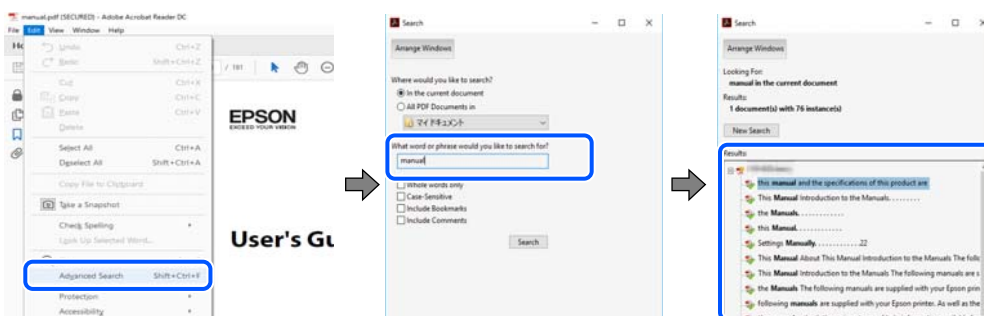 manual.pdf (SECURED) - Adobe Acrobat Reader DC
File Edit View Window Help
Undo Ctrl+Z
Redo Shift+Ctrl+Z
Cut Ctrl+X
Copy Ctrl+C
Paste Ctrl+V
Delete
Select All Ctrl+A
Deselect All Shift+Ctrl+A
Copy File to Clipboard
Take a Snapshot
Check Spelling
Look Up Selected Word...
Advanced Search Shift+Ctrl+F
Protection
Accessibility
/ 181
EPSON
EXCEED YOUR VISION
User's Gu
Search
Arrange Windows
Where would you like to search?
In the current document
All PDF Documents in
マイ ドキュメント
What word or phrase would you like to search for?
manual
Whole words only
Case-Sensitive
Include Bookmarks
Include Comments
Search
Search
Arrange Windows
Looking For:
manual in the current document
Results:
1 document(s) with 76 instance(s)
New Search
Results:
this manual and the specifications of this product are
This Manual Introduction to the Manuals. . . . . . . . .
the Manuals. . . . . . . . . . . .
this Manual. . . . . . . . . . . .
Settings Manually. . . . . . . . . . . .22
This Manual About This Manual Introduction to the Manuals The follo
This Manual Introduction to the Manuals The following manuals are s
the Manuals The following manuals are supplied with your Epson prin
following manuals are supplied with your Epson printer. As well as the